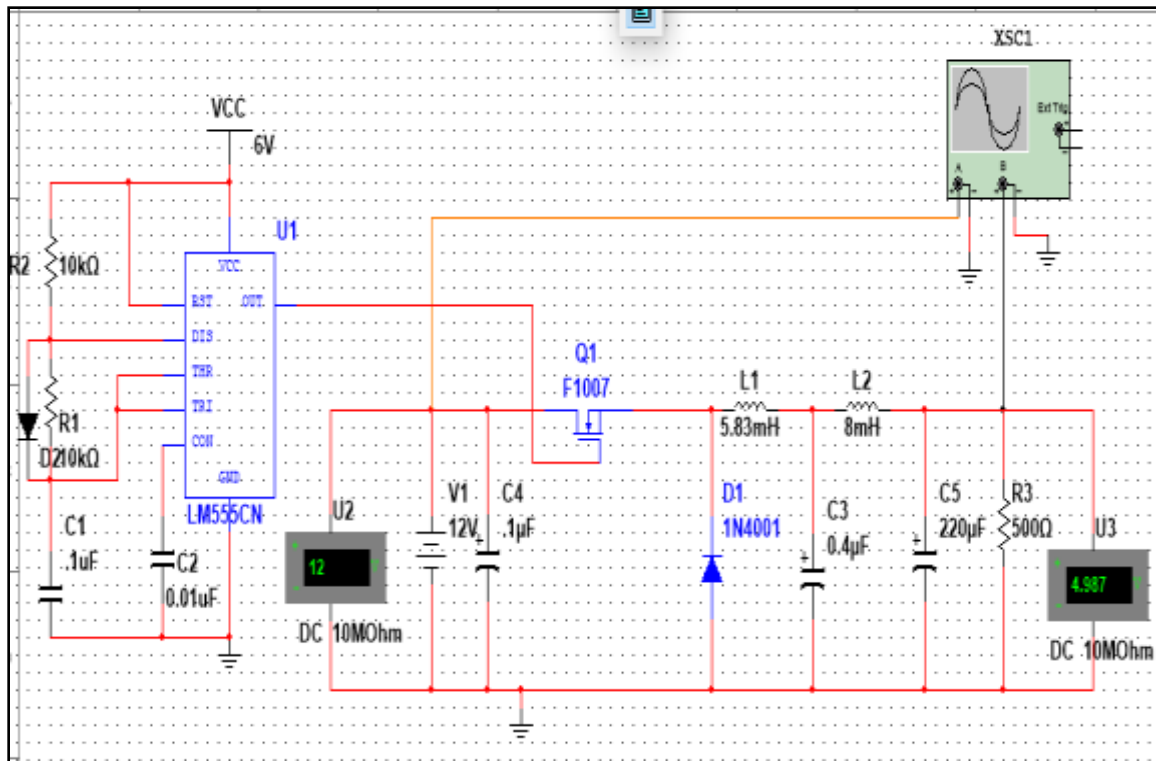 XSC1
Ext Trig
A
B
VCC
6V
U1
R2
10kΩ
VCC
RST
OUT
DIS
THR
TRI
CON
GND
LM555CN
R1
D2
10kΩ
C1
.1uF
C2
0.01uF
U2
12
DC 10MOhm
V1
12V
C4
.1µF
Q1
F1007
L1
5.83mH
L2
8mH
D1
1N4001
C3
0.4µF
C5
220µF
R3
500Ω
U3
4.987
DC 10MOhm